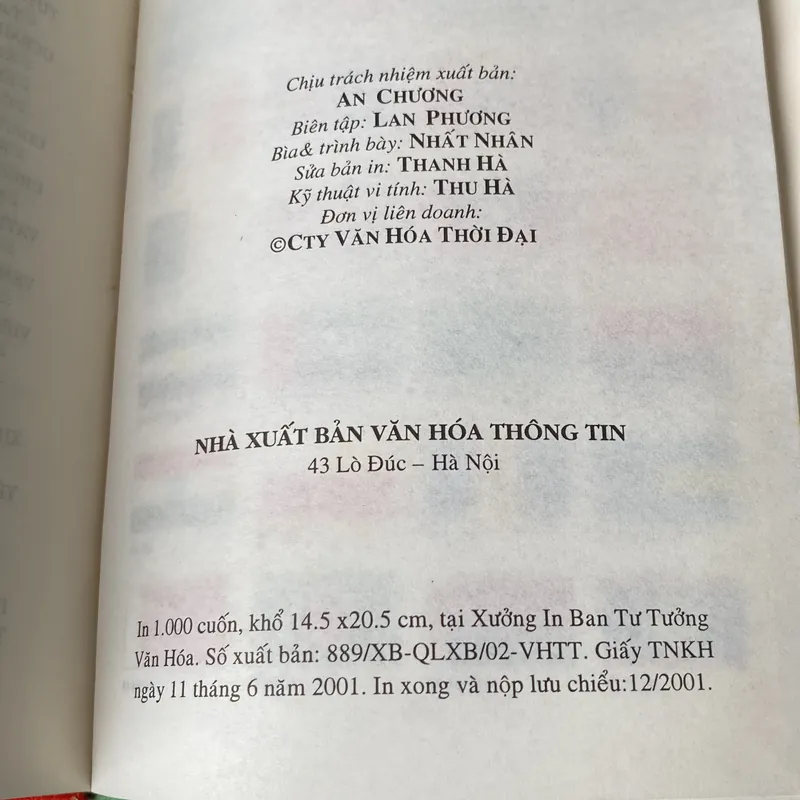 Chịu trách nhiệm xuất bản:
AN CHƯƠNG
Biên tập: LAN PHƯƠNG
Bìa& trình bày: NHẤT NHÂN
Sửa bản in: THANH HÀ
Kỹ thuật vi tính: THU HÀ
Đơn vị liên doanh:
©CTY VĂN HÓA THỜI ĐẠI
NHÀ XUẤT BẢN VĂN HÓA THÔNG TIN
43 Lò Đúc – Hà Nội
In 1.000 cuốn, khổ 14.5 x20.5 cm, tại Xưởng In Ban Tư Tưởng
Văn Hóa. Số xuất bản: 889/XB-QLXB/02-VHTT. Giấy TNKH
ngày 11 tháng 6 năm 2001. In xong và nộp lưu chiểu:12/2001.